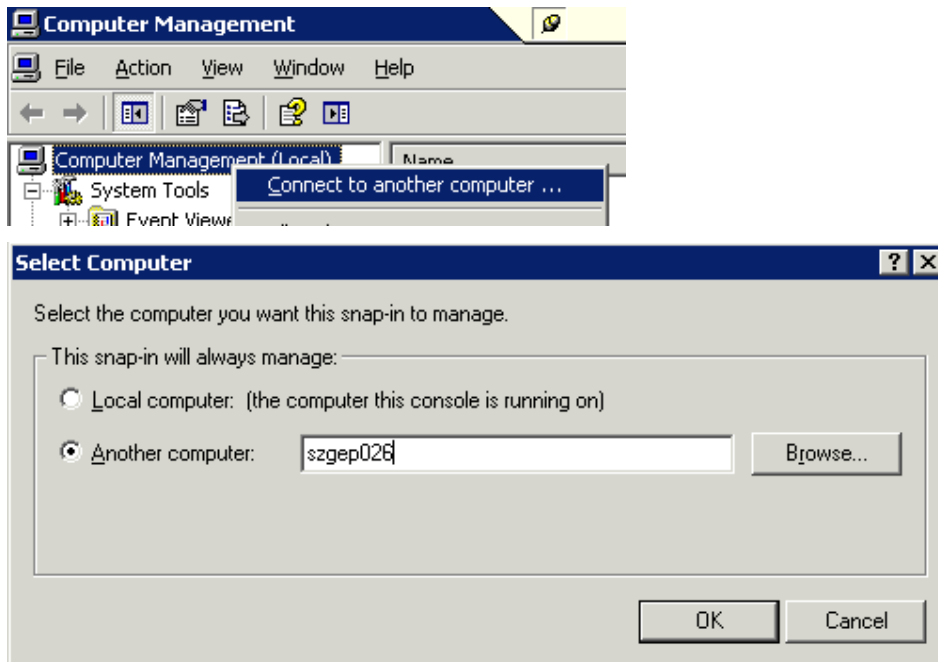 Computer Management
File Action View Window Help
Computer Management (Local) Name
Connect to another computer ...
System Tools
Event Viewe
Select Computer
Select the computer you want this snap-in to manage.
This snap-in will always manage:
Local computer: (the computer this console is running on)
Another computer: szgep026 Browse...
OK Cancel